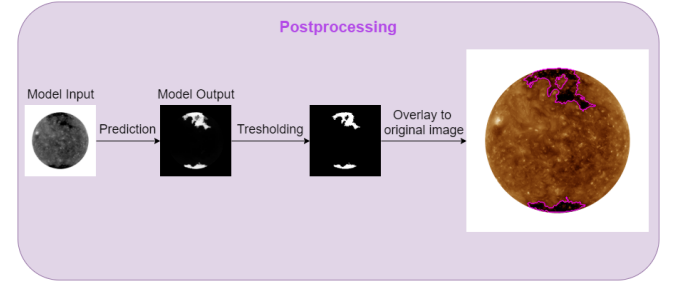 Postprocessing
Model Input
Prediction
Model Output
Tresholding
Overlay to
original image